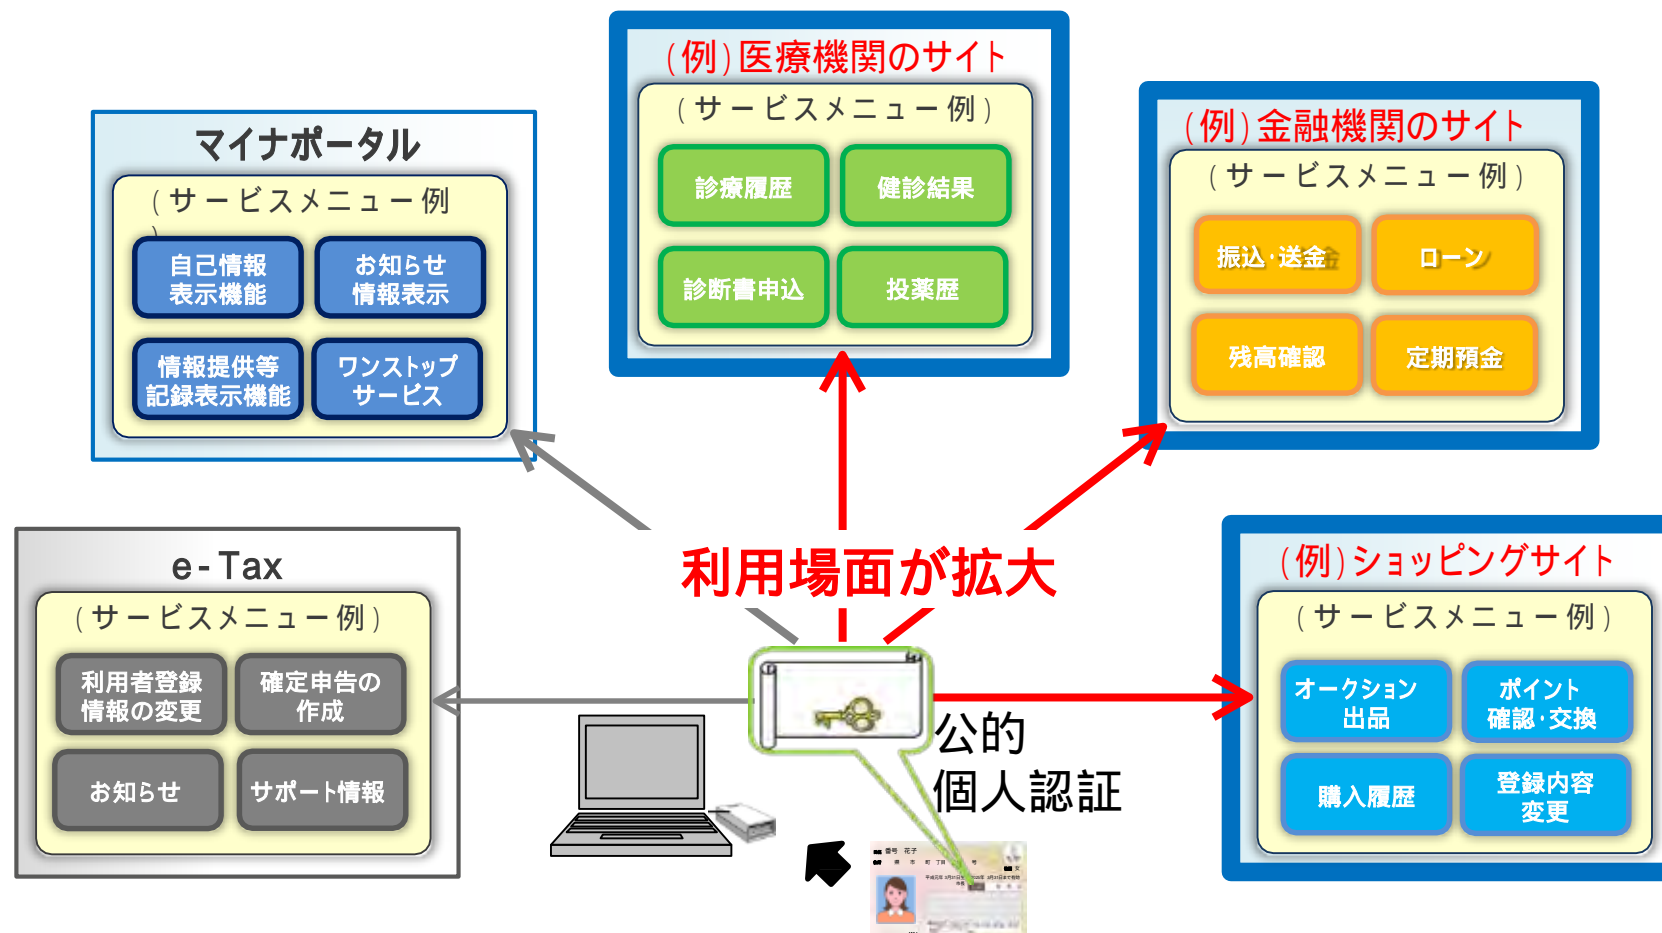 (例)医療機関のサイト
(サービスメニュー例)
診療履歴
健診結果
診断書申込
投薬歴
(例)金融機関のサイト
(サービスメニュー例)
振込・送金
ローン
残高確認
定期預金
マイナポータル
(サービスメニュー例
)
自己情報
表示機能
お知らせ
情報表示
情報提供等
記録表示機能
ワンストップ
サービス
利用場面が拡大
e-Tax
(サービスメニュー例)
利用者登録
情報の変更
確定申告の
作成
お知らせ
サポート情報
(例)ショッピングサイト
(サービスメニュー例)
オークション
出品
ポイント
確認・交換
購入履歴
登録内容
変更
公的
個人認証
番号 花子